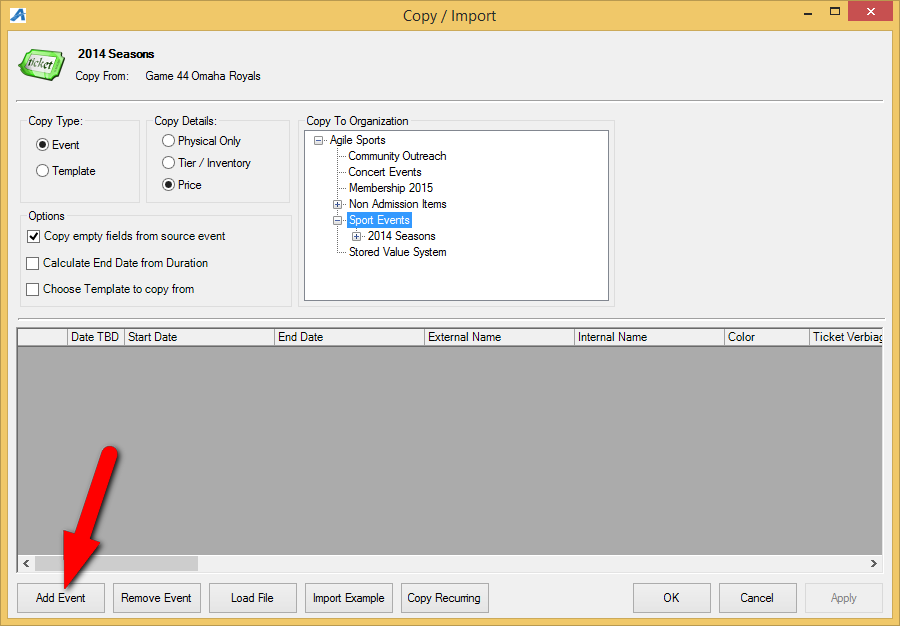 Copy / Import
ticket
2014 Seasons
Copy From: Game 44 Omaha Royals
Copy Type:
Event
Template
Copy Details:
Physical Only
Tier / Inventory
Price
Options
Copy empty fields from source event
Calculate End Date from Duration
Choose Template to copy from
Copy To Organization
Agile Sports
Community Outreach
Concert Events
Membership 2015
Non Admission Items
Sport Events
2014 Seasons
Stored Value System
Date TBD Start Date End Date External Name Internal Name Color Ticket Verbiag
Add Event Remove Event Load File Import Example Copy Recurring OK Cancel Apply